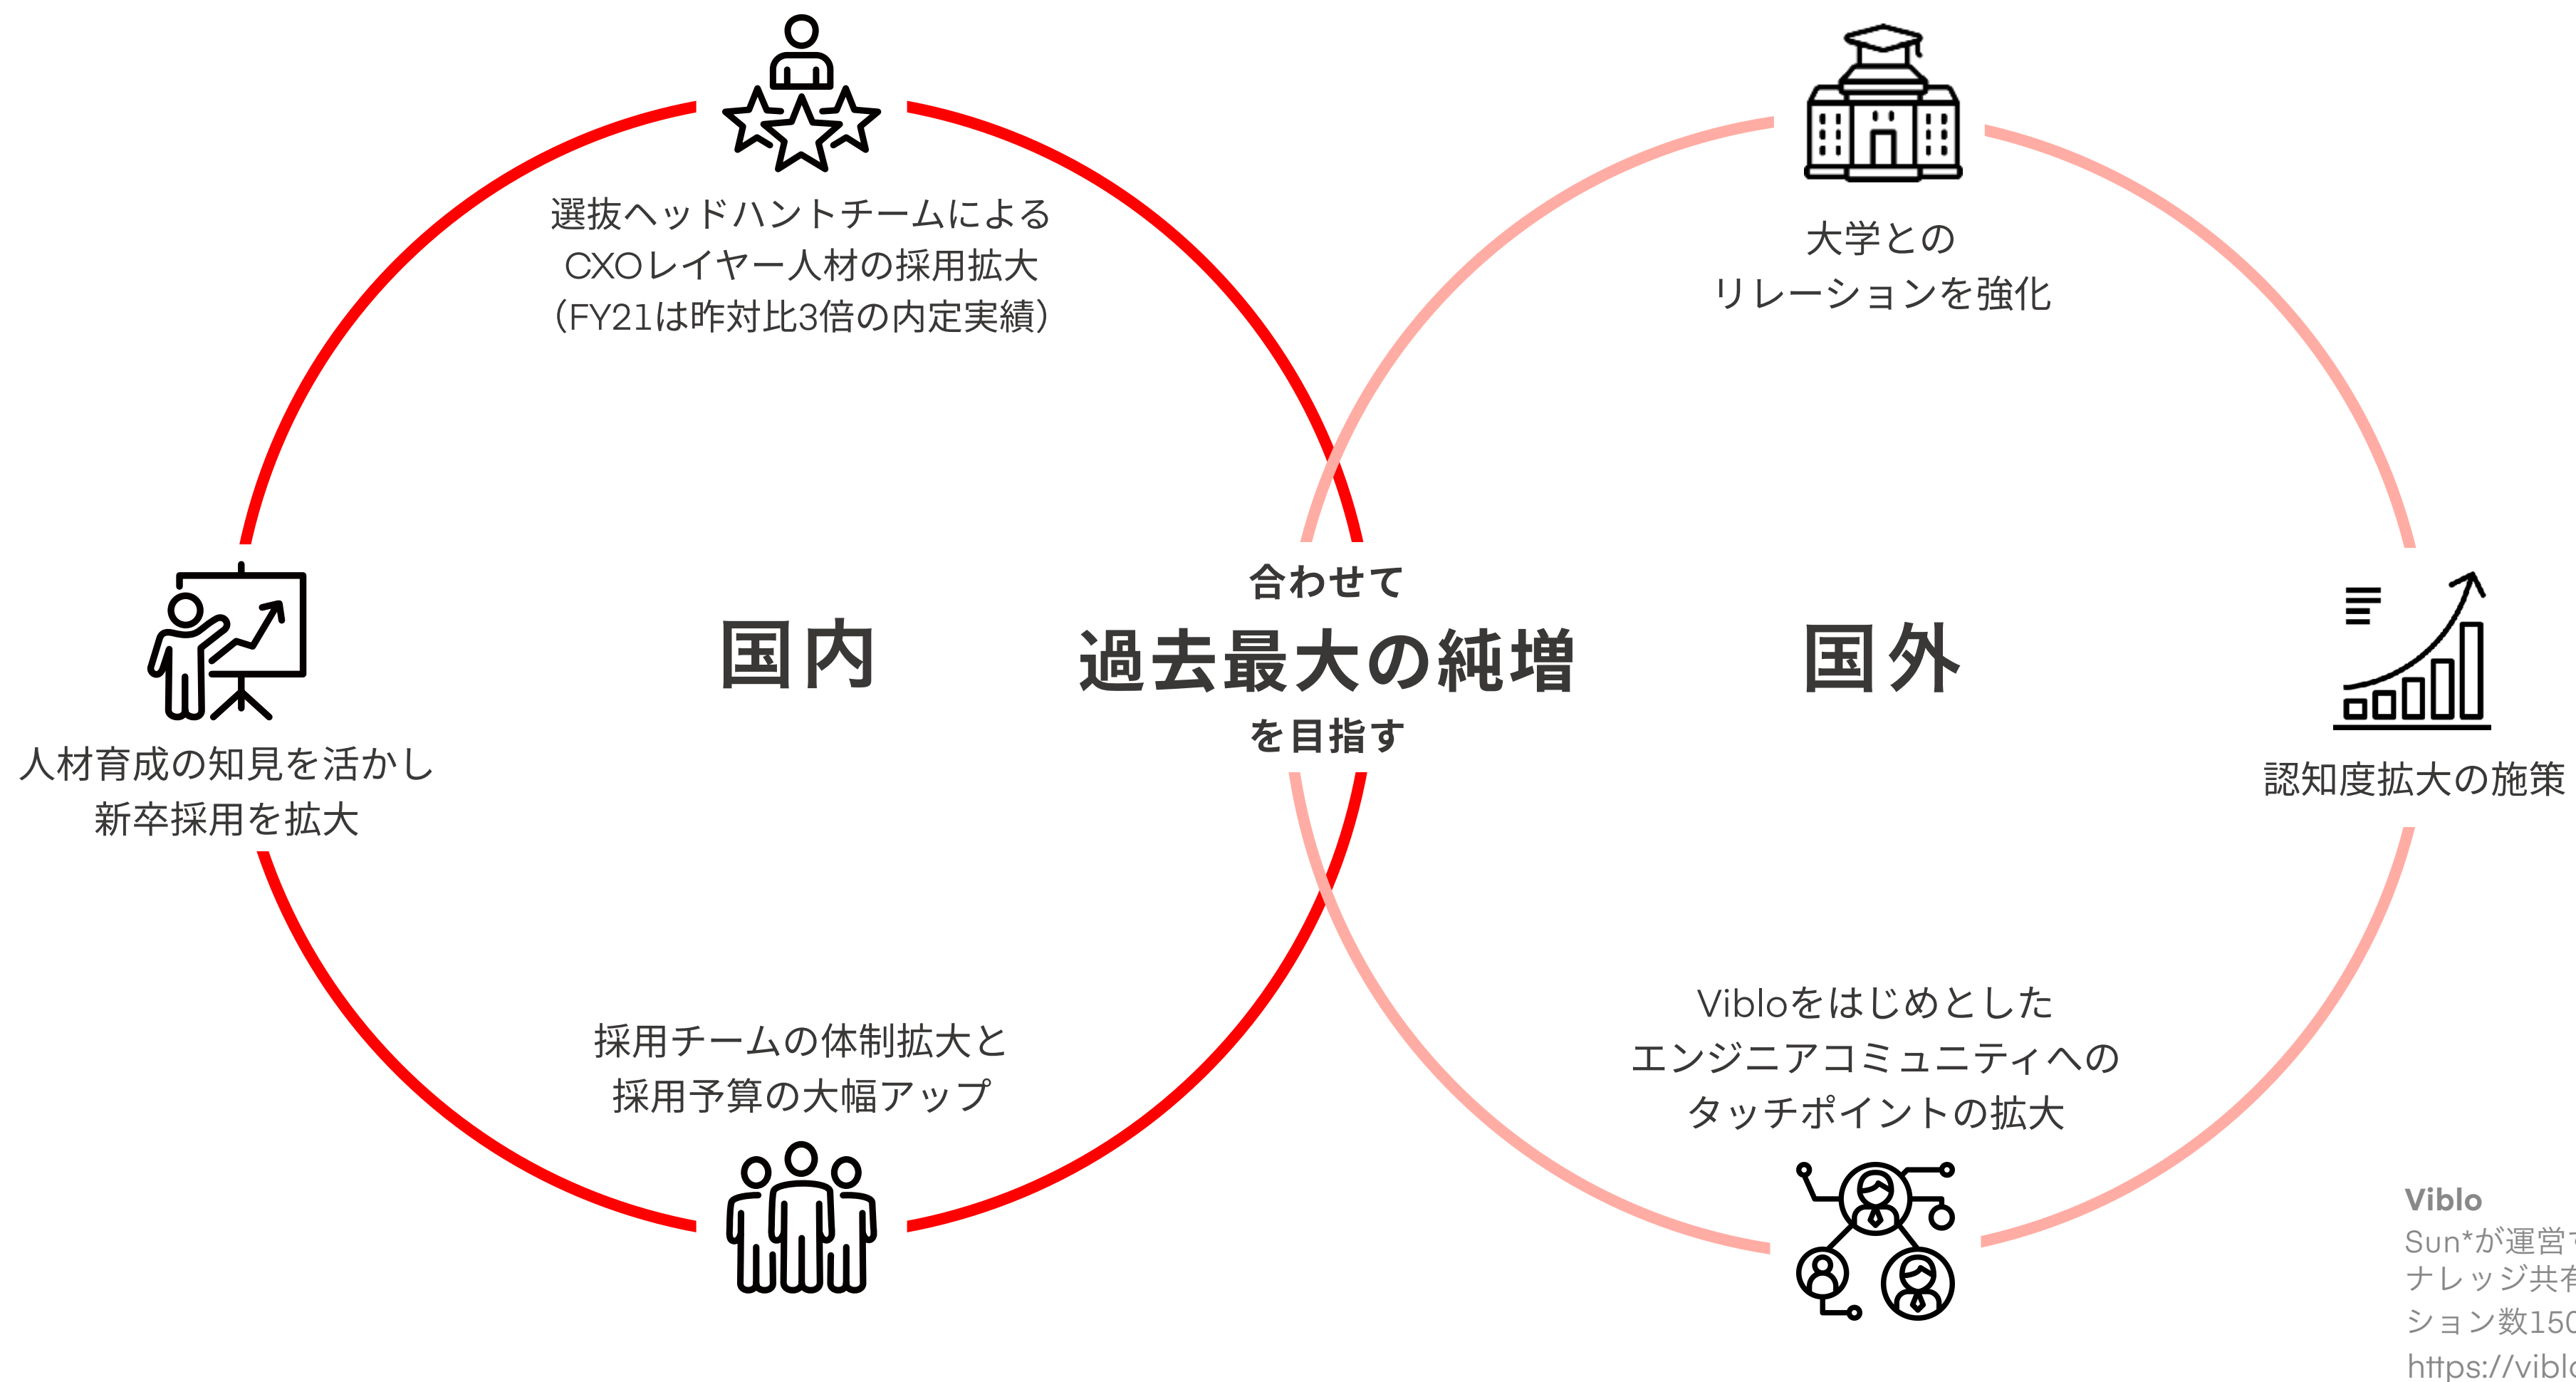 選抜ヘッドハントチームによる
CXOレイヤー人材の採用拡大
（FY21は昨対比3倍の内定実績）
大学との
リレーションを強化
国内
合わせて
過去最大の純増
を目指す
国外
人材育成の知見を活かし
新卒採用を拡大
認知度拡大の施策
採用チームの体制拡大と
採用予算の大幅アップ
Vibloをはじめとした
エンジニアコミュニティへの
タッチポイントの拡大
Viblo
Sun*が運営
ナレッジ共
ション数150
https://vibl